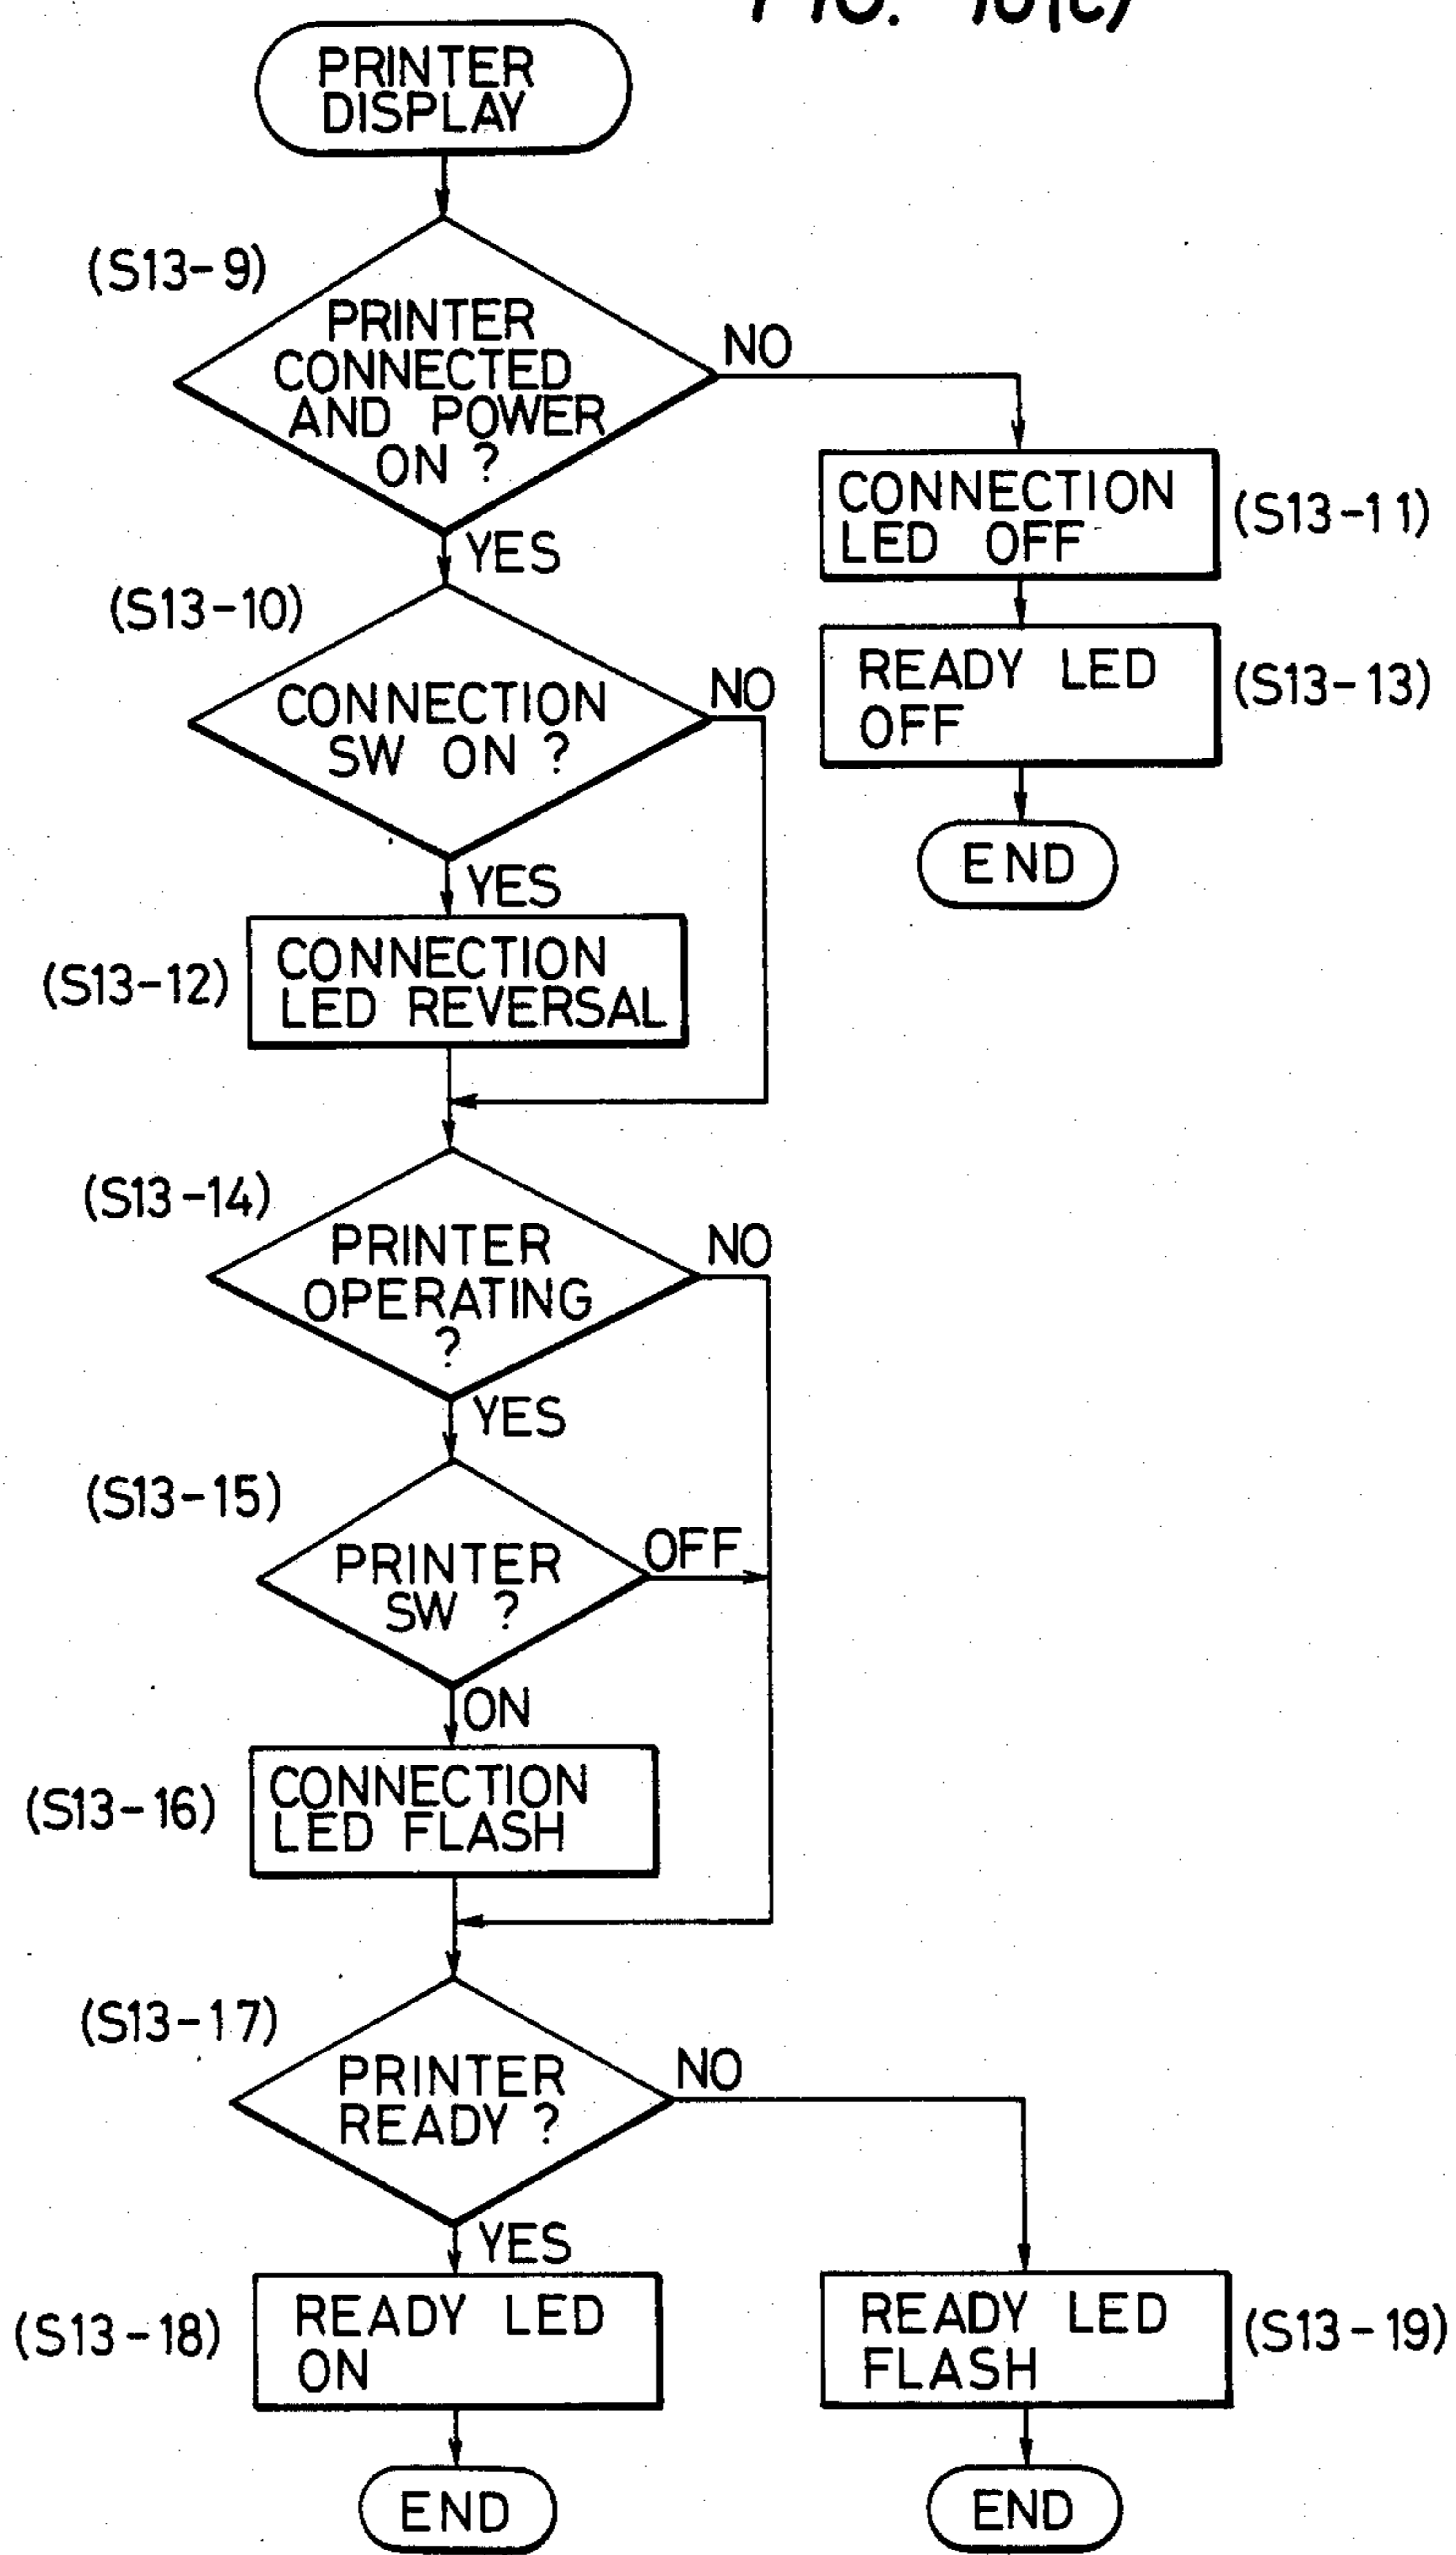 PRINTER
DISPLAY
(S13-9)
PRINTER
CONNECTED
AND POWER
ON ?
NO
YES
CONNECTION
LED OFF
(S13-11)
(S13-10)
CONNECTION
SW ON ?
NO
YES
READY LED
OFF
(S13-13)
END
(S13-12)
CONNECTION
LED REVERSAL
(S13-14)
PRINTER
OPERATING
?
NO
YES
(S13-15)
PRINTER
SW ?
OFF
ON
(S13-16)
CONNECTION
LED FLASH
(S13-17)
PRINTER
READY ?
NO
YES
(S13-18)
READY LED
ON
READY LED
FLASH
(S13-19)
END
END